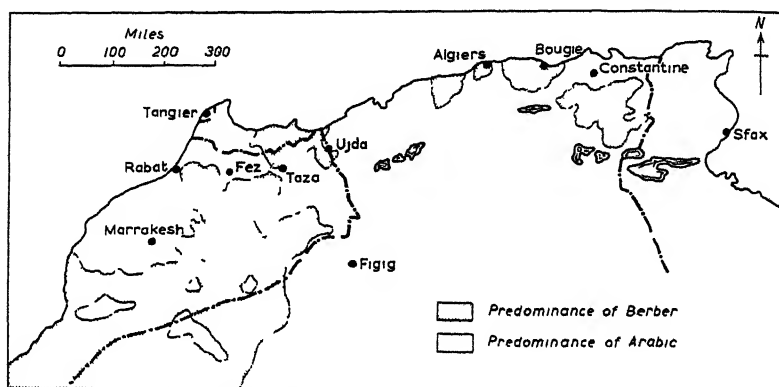 Miles
0 100 200 300
N
Algiers
Bougie
Constantine
Tangier
Ujda
Sfax
Rabat
Fez
Taza
Marrakesh
Figig
Predominance of Berber
Predominance of Arabic